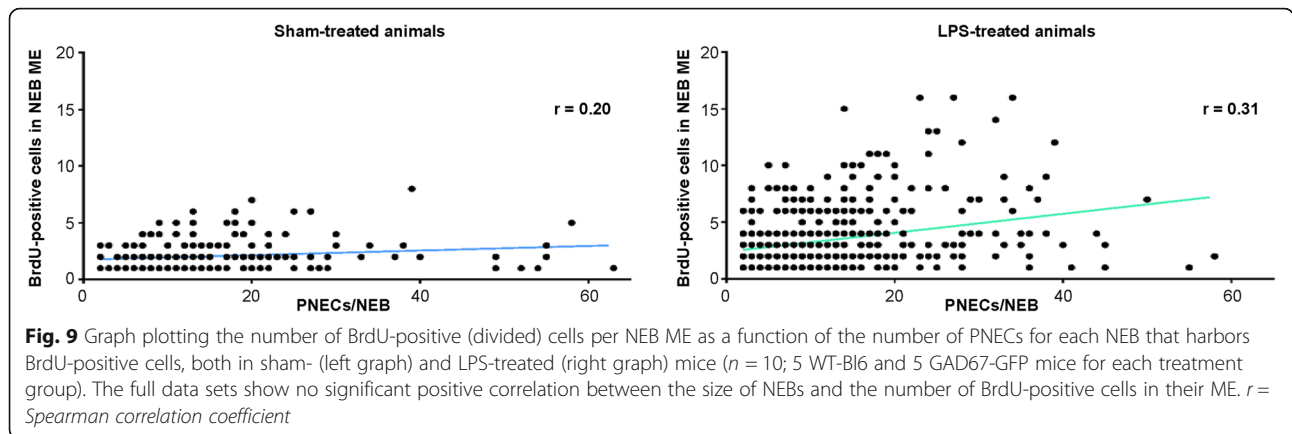 Sham-treated animals
BrdU-positive cells in NEB ME
20
15
10
5
0
r = 0.20
0
20
40
60
PNECs/NEB
LPS-treated animals
BrdU-positive cells in NEB ME
20
15
10
5
0
r = 0.31
0
20
40
60
PNECs/NEB
Fig. 9 Graph plotting the number of BrdU-positive (divided) cells per NEB ME as a function of the number of PNECs for each NEB that harbors
BrdU-positive cells, both in sham- (left graph) and LPS-treated (right graph) mice (n = 10; 5 WT-Bl6 and 5 GAD67-GFP mice for each treatment
group). The full data sets show no significant positive correlation between the size of NEBs and the number of BrdU-positive cells in their ME. r =
Spearman correlation coefficient